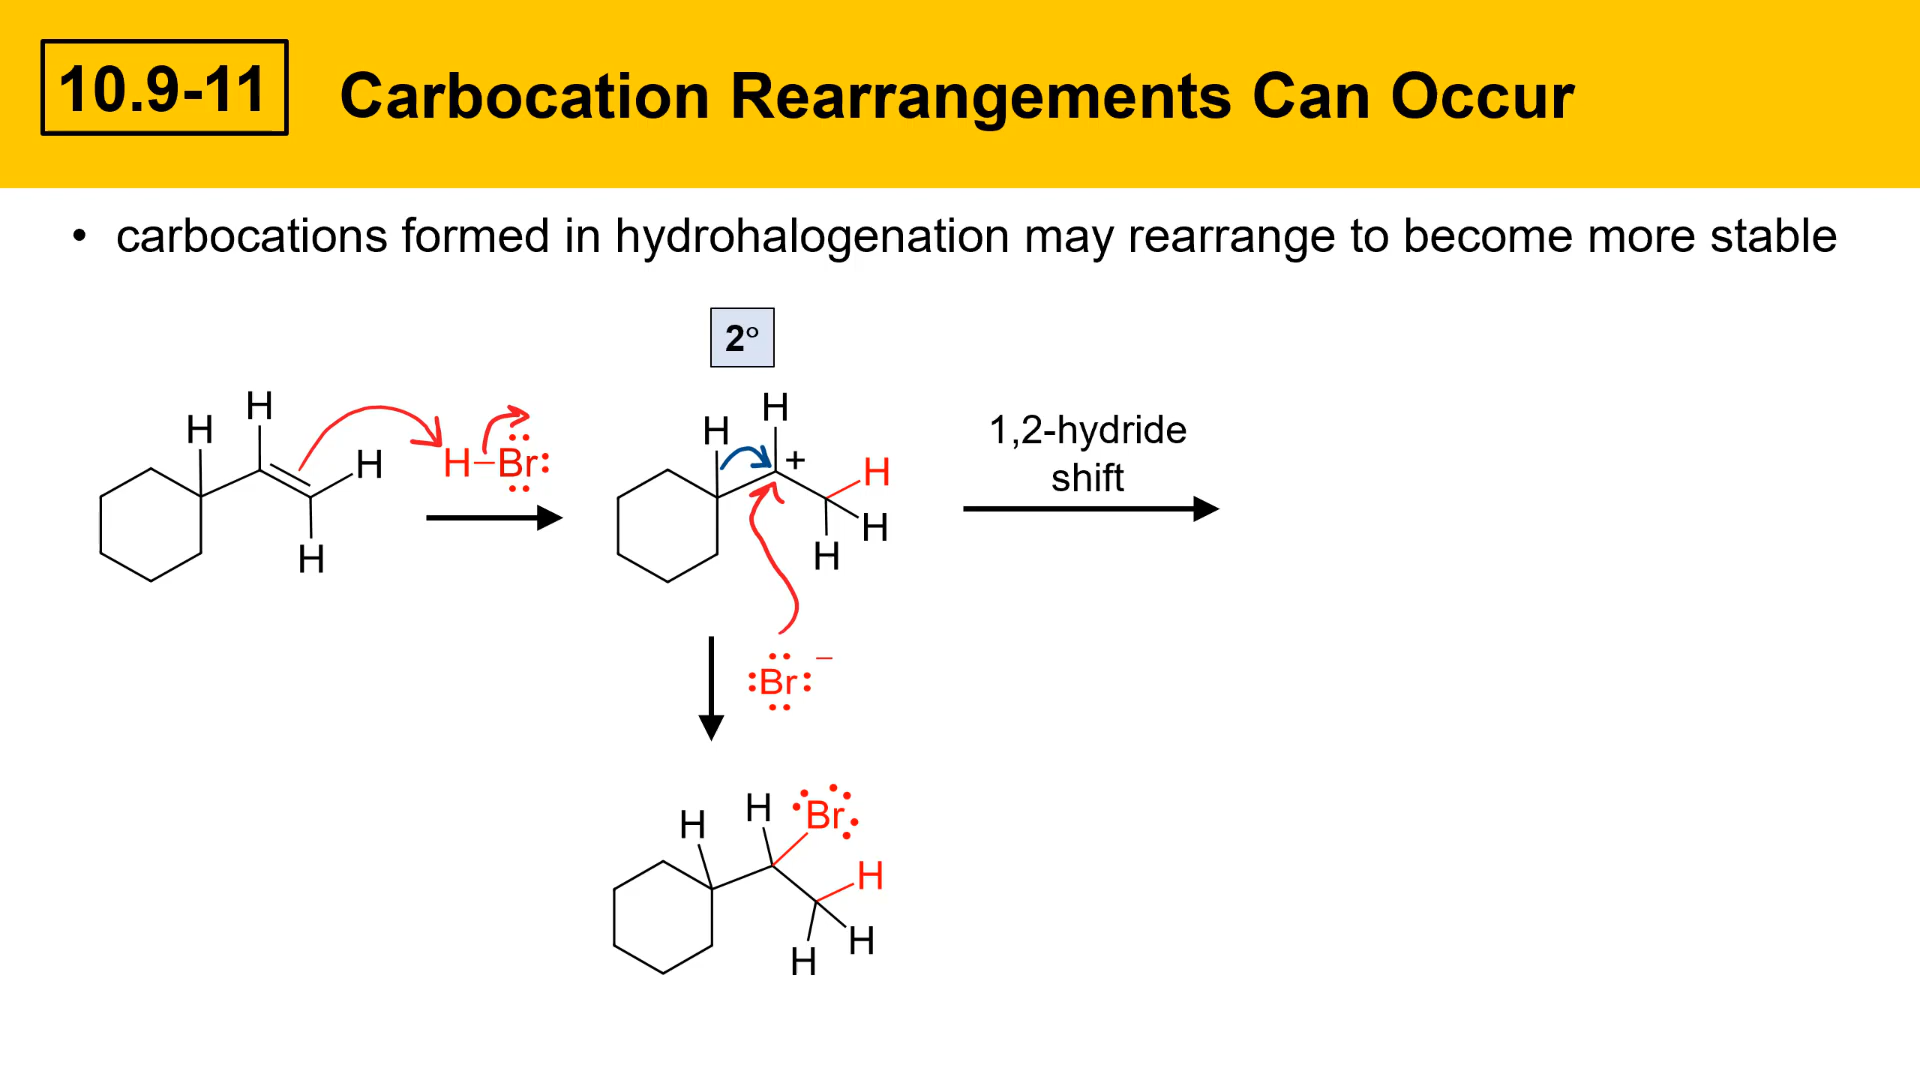 10.9-11
Carbocation Rearrangements Can Occur
• carbocations formed in hydrohalogenation may rearrange to become more stable
2°
H
H
H
H
H–Br
H
H
+
H
H
H
1,2-hydride
shift
Br –
H
H
Br
H
H
H